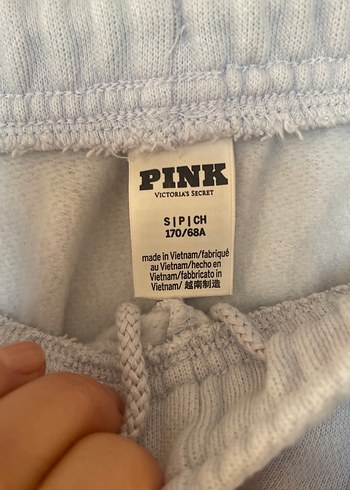 PINK
VICTORIA'S SECRET
S|P|CH
170/68A
made in Vietnam/fabriqué
au Vietnam/hecho en
Vietnam/fabbricato in
Vietnam/ 越南制造